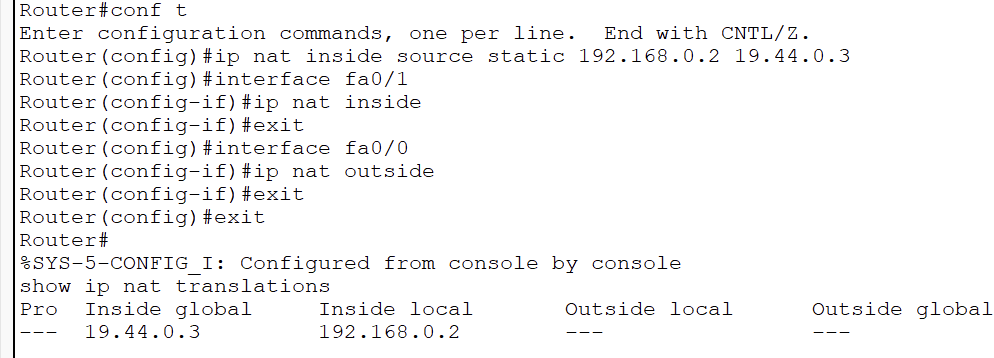 Router#conf t
Enter configuration commands, one per line.  End with CNTL/Z.
Router(config)#ip nat inside source static 192.168.0.2 19.44.0.3
Router(config)#interface fa0/1
Router(config-if)#ip nat inside
Router(config-if)#exit
Router(config)#interface fa0/0
Router(config-if)#ip nat outside
Router(config-if)#exit
Router(config)#exit
Router#
%SYS-5-CONFIG_I: Configured from console by console
show ip nat translations
Pro  Inside global     Inside local       Outside local      Outside global
---  19.44.0.3         192.168.0.2        ---                ---